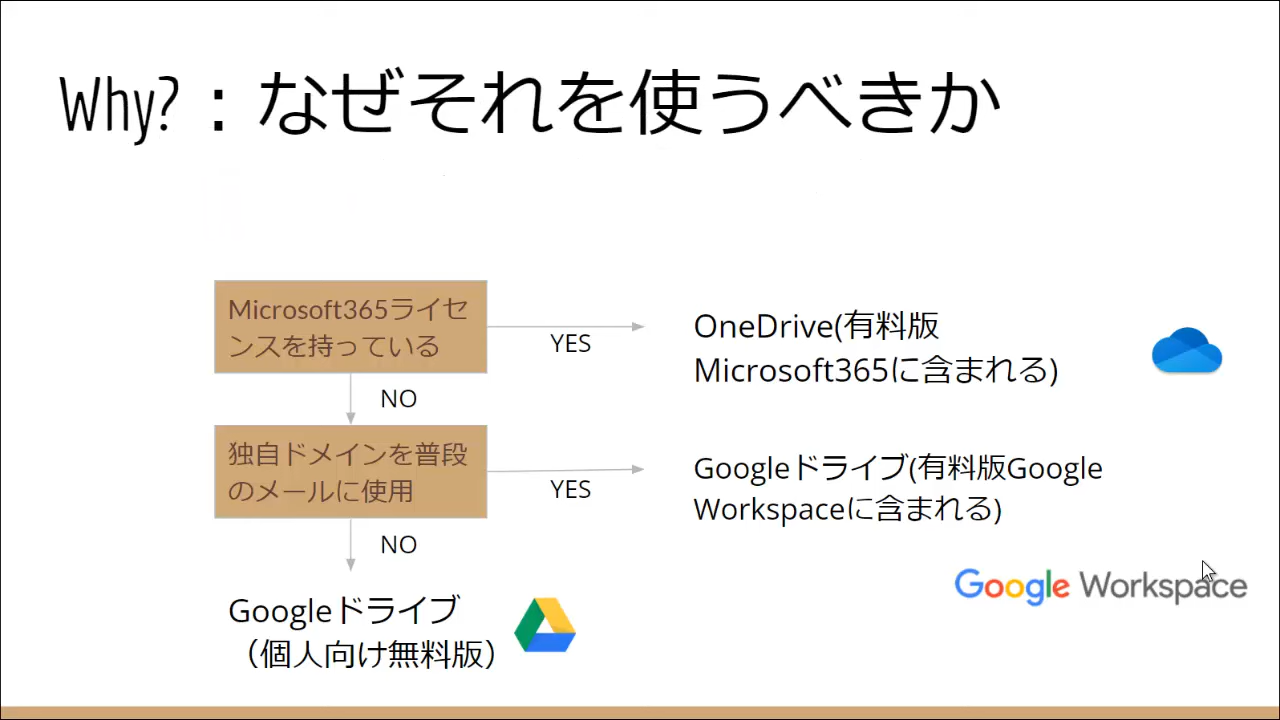 Why?：なぜそれを使うべきか
Microsoft365ライセ
ンスを持っている
YES
OneDrive(有料版
Microsoft365に含まれる)
NO
独自ドメインを普段
のメールに使用
YES
Googleドライブ(有料版Google
Workspaceに含まれる)
NO
Google Workspace
Googleドライブ
（個人向け無料版）